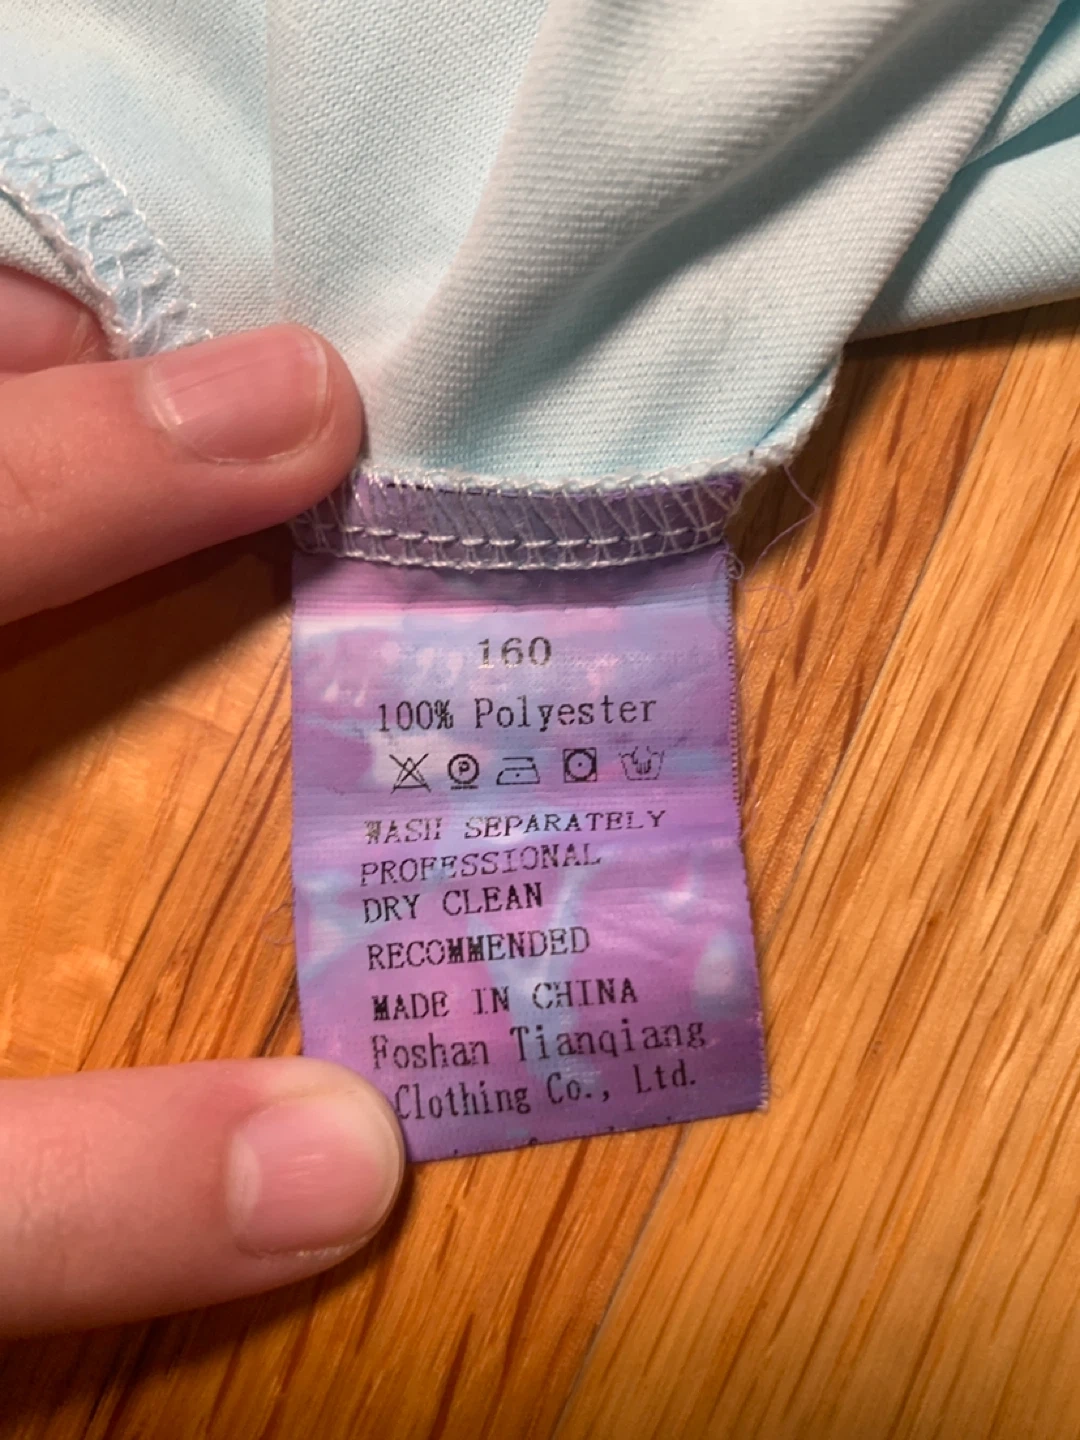 160
100% Polyester
P
WASH SEPARATELY
PROFESSIONAL
DRY CLEAN
RECOMMENDED
MADE IN CHINA
Foshan Tianqiang
Clothing Co., Ltd.